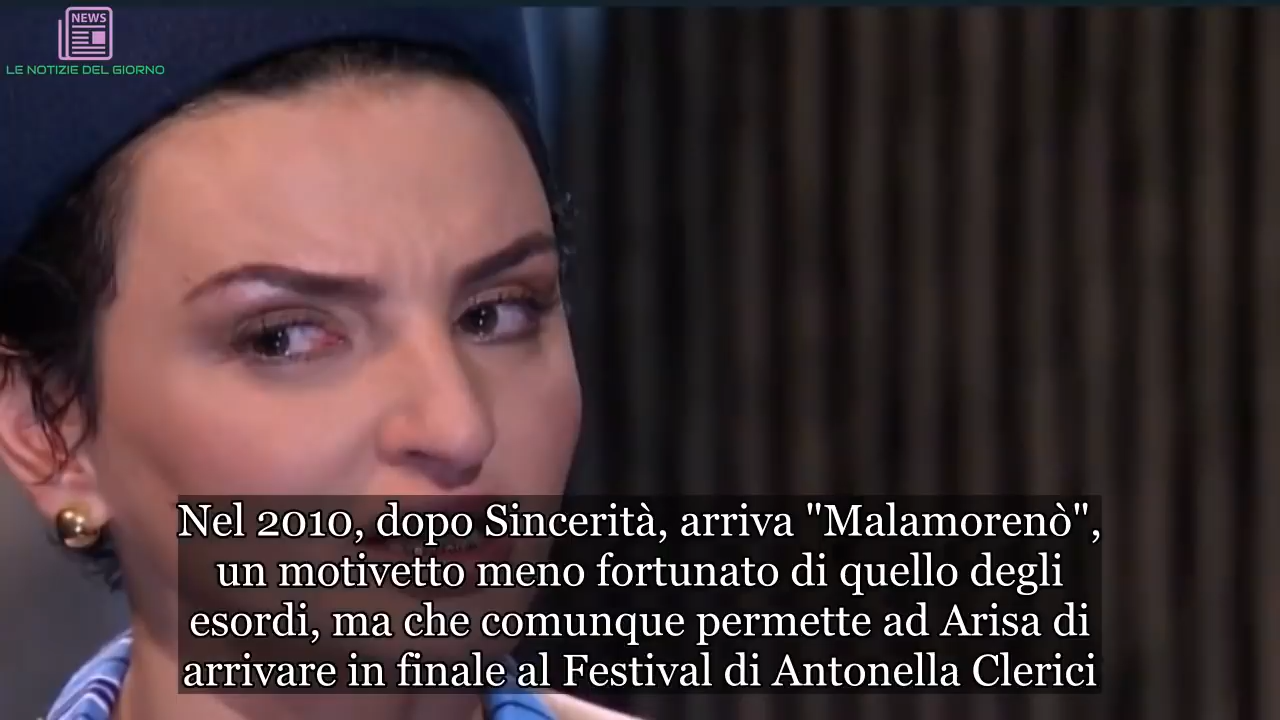 NEWS
LE NOTIZIE DEL GIORNO
Nel 2010, dopo Sincerità, arriva "Malamorenò",
un motivetto meno fortunato di quello degli
esordi, ma che comunque permette ad Arisa di
arrivare in finale al Festival di Antonella Clerici